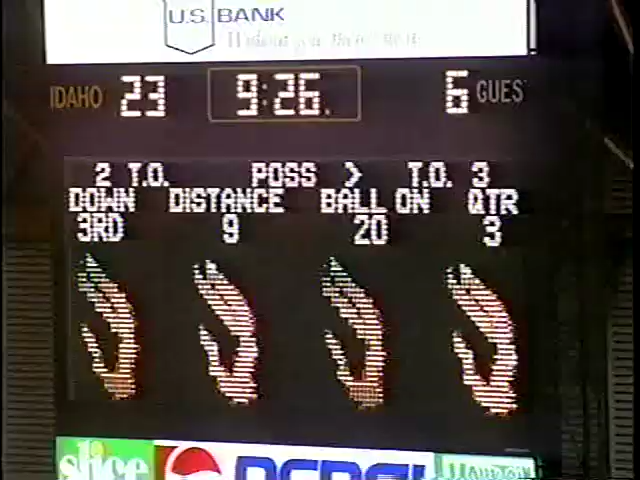 U.S. BANK
IDAHO 23 9:26. 6 GUES
2 T.O. POSS > T.O. 3
DOWN DISTANCE BALL ON QTR
3RD 9 20 3
slice PEPSI